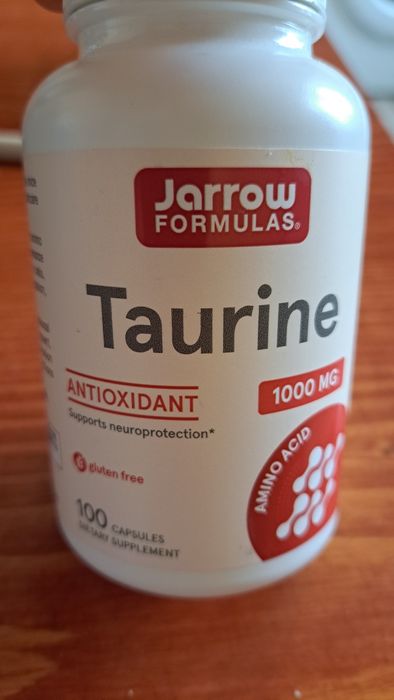 Jarrow
FORMULAS®
Taurine
ANTIOXIDANT
Supports neuroprotection*
1000 MG
G gluten free
AMINO ACID
100 CAPSULES
DIETARY SUPPLEMENT